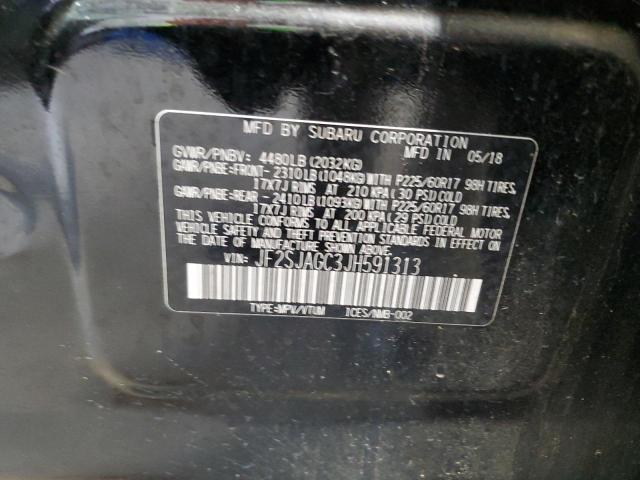 MFD BY SUBARU CORPORATION MFD IN 05/18
GVWR/PNBV: 4480LB(2032KG)
GAWR/PNBE:FRONT-2310LB(1048KG)WITH P225/60R17 98H TIRES,
17X7J RIMS AT 210 KPA(30 PSI)COLD
GAWR/PNBE:REAR -2410LB(1093KG)WITH P225/60R17 98H TIRES,
17X7J RIMS AT 200 KPA(29 PSI)COLD
THIS VEHICLE CONFORMS TO ALL APPLICABLE FEDERAL MOTOR
VEHICLE SAFETY AND THEFT PREVENTION STANDARDS IN EFFECT
ON THE DATE OF MANUFACTURE SHOWN ABOVE.
VIN: JF2SJAGC3JH591313
TYPE:MPV/VTUM ICES/NMB-002